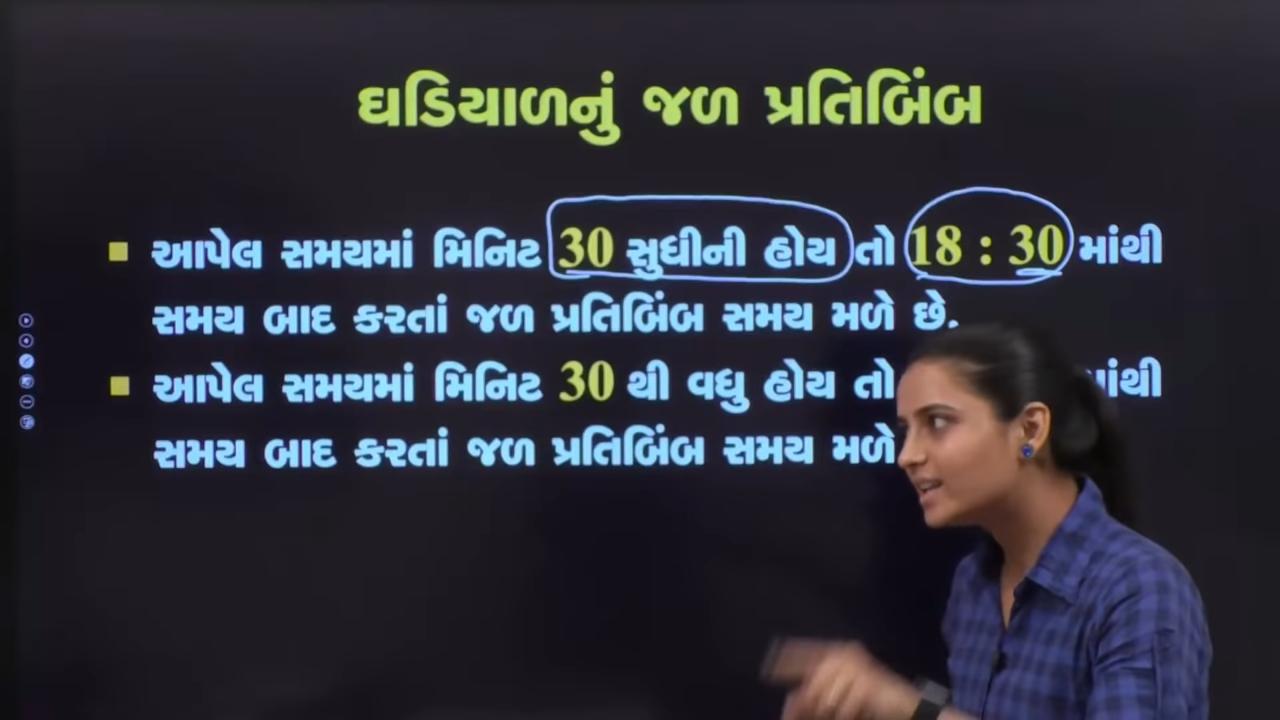 ઘડિયાળનું જળ પ્રતિબિંબ
આપેલ સમયમાં મિનિટ 30 સુધીની હોય તો 18 : 30 માંથી
સમય બાદ કરતાં જળ પ્રતિબિંબ સમય મળે છે.
આપેલ સમયમાં મિનિટ 30 થી વધુ હોય તો
સમય બાદ કરતાં જળ પ્રતિબિંબ સમય મળે